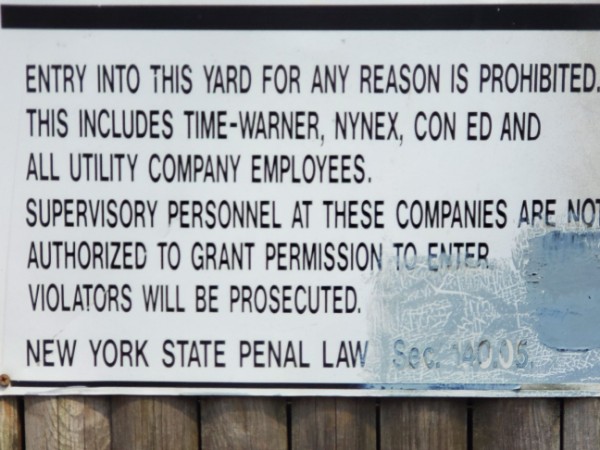 ENTRY INTO THIS YARD FOR ANY REASON IS PROHIBITED.
THIS INCLUDES TIME-WARNER, NYNEX, CON ED AND
ALL UTILITY COMPANY EMPLOYEES.
SUPERVISORY PERSONNEL AT THESE COMPANIES ARE NOT
AUTHORIZED TO GRANT PERMISSION TO ENTER
VIOLATORS WILL BE PROSECUTED.
NEW YORK STATE PENAL LAW Sec. 140.05.